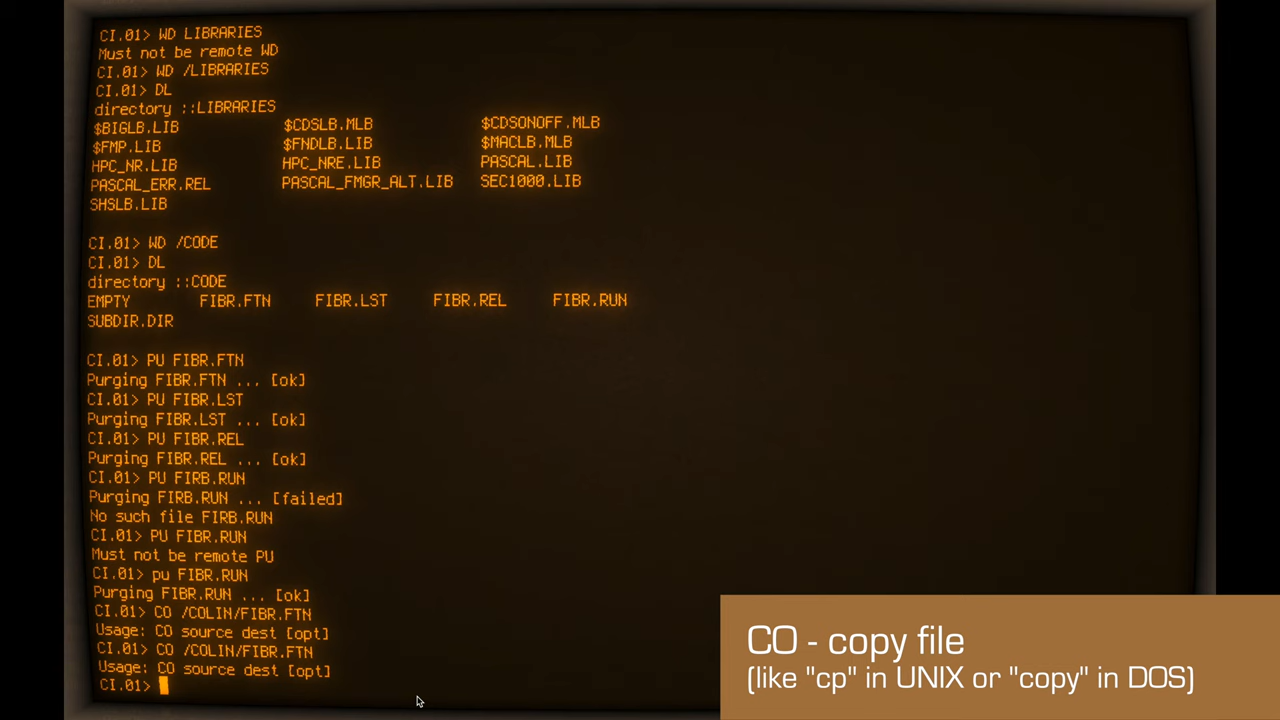 CI.01> WD LIBRARIES
Must not be remote WD
CI.01> WD /LIBRARIES
CI.01> DL
directory ::LIBRARIES
$BIGLB.LIB $CDSLB.MLB $CDSONOFF.MLB
$FMP.LIB $FNDLB.LIB $MACLB.MLB
HPC_NR.LIB HPC_NRE.LIB PASCAL.LIB
PASCAL_ERR.REL PASCAL_FMGR_ALT.LIB SEC1000.LIB
SHSLB.LIB
CI.01> WD /CODE
CI.01> DL
directory ::CODE
EMPTY FIBR.FTN FIBR.LST FIBR.REL FIBR.RUN
SUBDIR.DIR
CI.01> PU FIBR.FTN
Purging FIBR.FTN ... [ok]
CI.01> PU FIBR.LST
Purging FIBR.LST ... [ok]
CI.01> PU FIBR.REL
Purging FIBR.REL ... [ok]
CI.01> PU FIRB.RUN
Purging FIRB.RUN ... [failed]
No such file FIRB.RUN
CI.01> PU FIBR.RUN
Must not be remote PU
CI.01> pu FIBR.RUN
Purging FIBR.RUN ... [ok]
CI.01> CO /COLIN/FIBR.FTN
Usage: CO source dest [opt]
CI.01> CO /COLIN/FIBR.FTN
Usage: CO source dest [opt]
CI.01>
CO - copy file
(like "cp" in UNIX or "copy" in DOS)